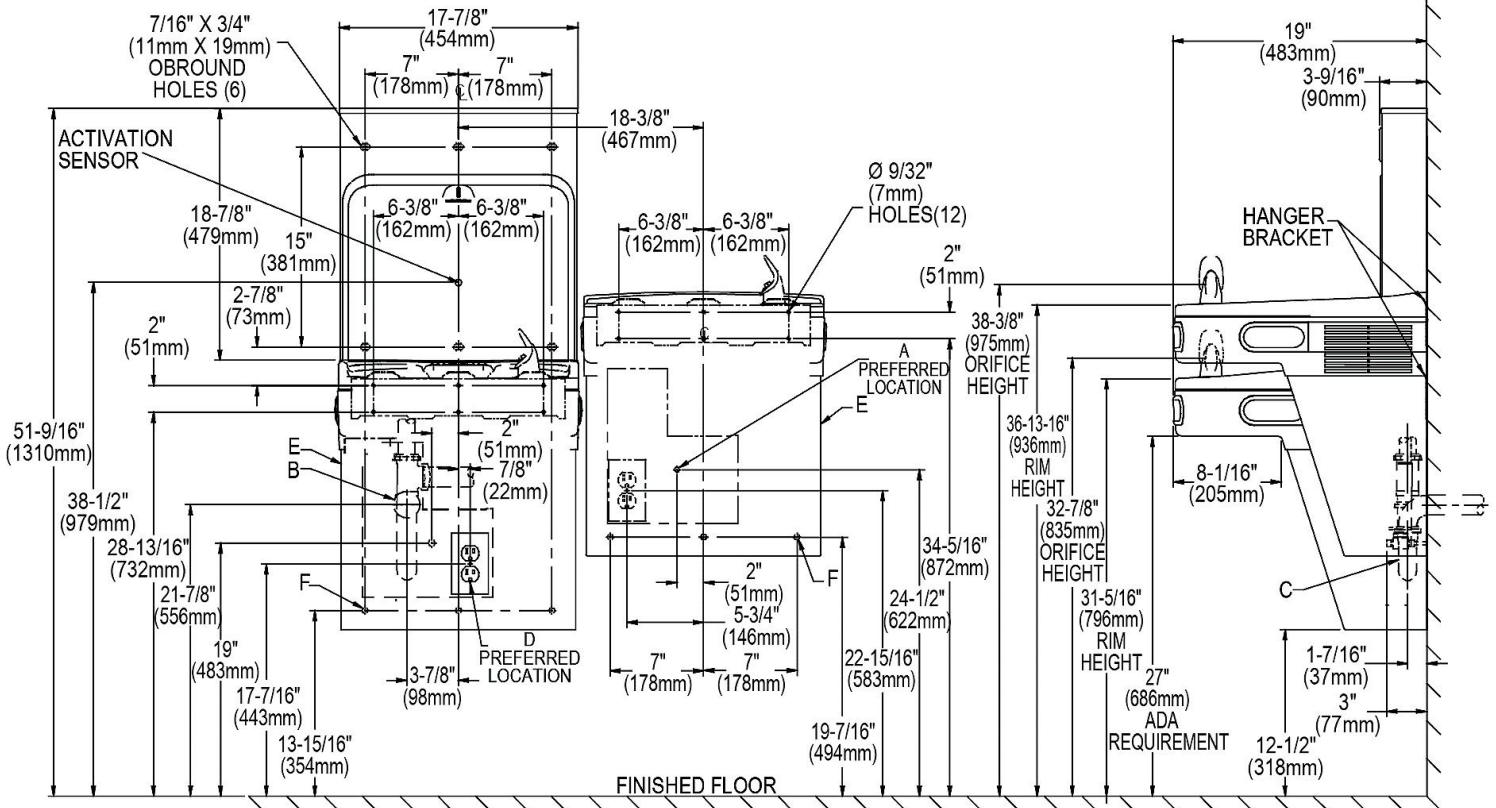 7/16" X 3/4"
(11mm X 19mm)
OBROUND
HOLES (6)
17-7/8"
(454mm)
7"
(178mm)
7"
(178mm)
℄
18-3/8"
(467mm)
ACTIVATION
SENSOR
18-7/8"
(479mm)
15"
(381mm)
2-7/8"
(73mm)
2"
(51mm)
6-3/8"
(162mm)
6-3/8"
(162mm)
6-3/8"
(162mm)
6-3/8"
(162mm)
Ø 9/32"
(7mm)
HOLES(12)
2"
(51mm)
℄
A
PREFERRED
LOCATION
E
51-9/16"
(1310mm)
38-1/2"
(979mm)
28-13/16"
(732mm)
21-7/8"
(556mm)
19"
(483mm)
17-7/16"
(443mm)
13-15/16"
(354mm)
E
B
F
2"
(51mm)
7/8"
(22mm)
D
PREFERRED
LOCATION
3-7/8"
(98mm)
F
2"
(51mm)
5-3/4"
(146mm)
7"
(178mm)
7"
(178mm)
34-5/16"
(872mm)
24-1/2"
(622mm)
22-15/16"
(583mm)
19-7/16"
(494mm)
FINISHED FLOOR
19"
(483mm)
3-9/16"
(90mm)
HANGER
BRACKET
38-3/8"
(975mm)
ORIFICE
HEIGHT
36-13-16"
(936mm)
RIM
HEIGHT
32-7/8"
(835mm)
ORIFICE
HEIGHT
31-5/16"
(796mm)
RIM
HEIGHT
27"
(686mm)
ADA
REQUIREMENT
8-1/16"
(205mm)
C
1-7/16"
(37mm)
3"
(77mm)
12-1/2"
(318mm)